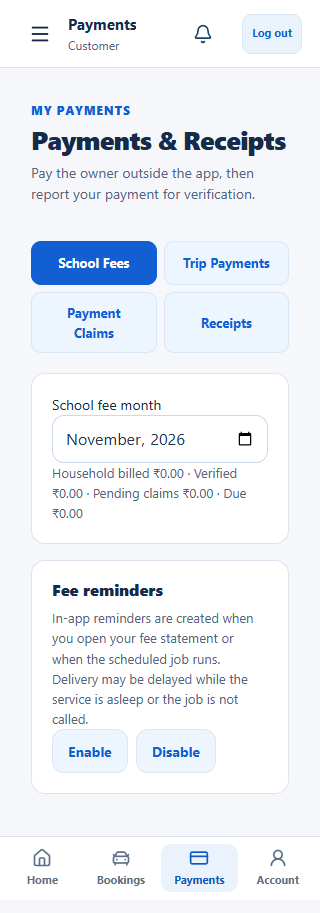 Payments
Customer
Log out
MY PAYMENTS
Payments & Receipts
Pay the owner outside the app, then
report your payment for verification.
School Fees
Trip Payments
Payment
Claims
Receipts
School fee month
November, 2026
Household billed ₹0.00 · Verified
₹0.00 · Pending claims ₹0.00 · Due
₹0.00
Fee reminders
In-app reminders are created when
you open your fee statement or
when the scheduled job runs.
Delivery may be delayed while the
service is asleep or the job is not
called.
Enable
Disable
Home
Bookings
Payments
Account